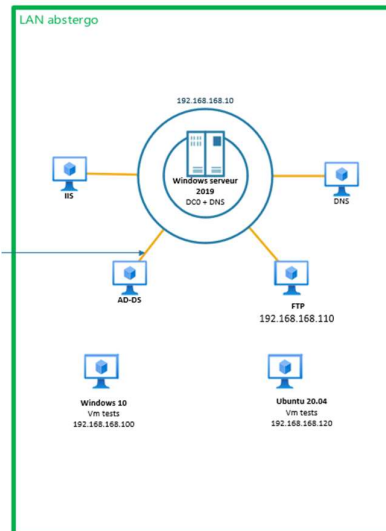 LAN abstergo
192.168.168.10
Windows serveur
2019
DC0 + DNS
IIS
DNS
AD-DS
FTP
192.168.168.110
Windows 10
Vm tests
192.168.168.100
Ubuntu 20.04
Vm tests
192.168.168.120